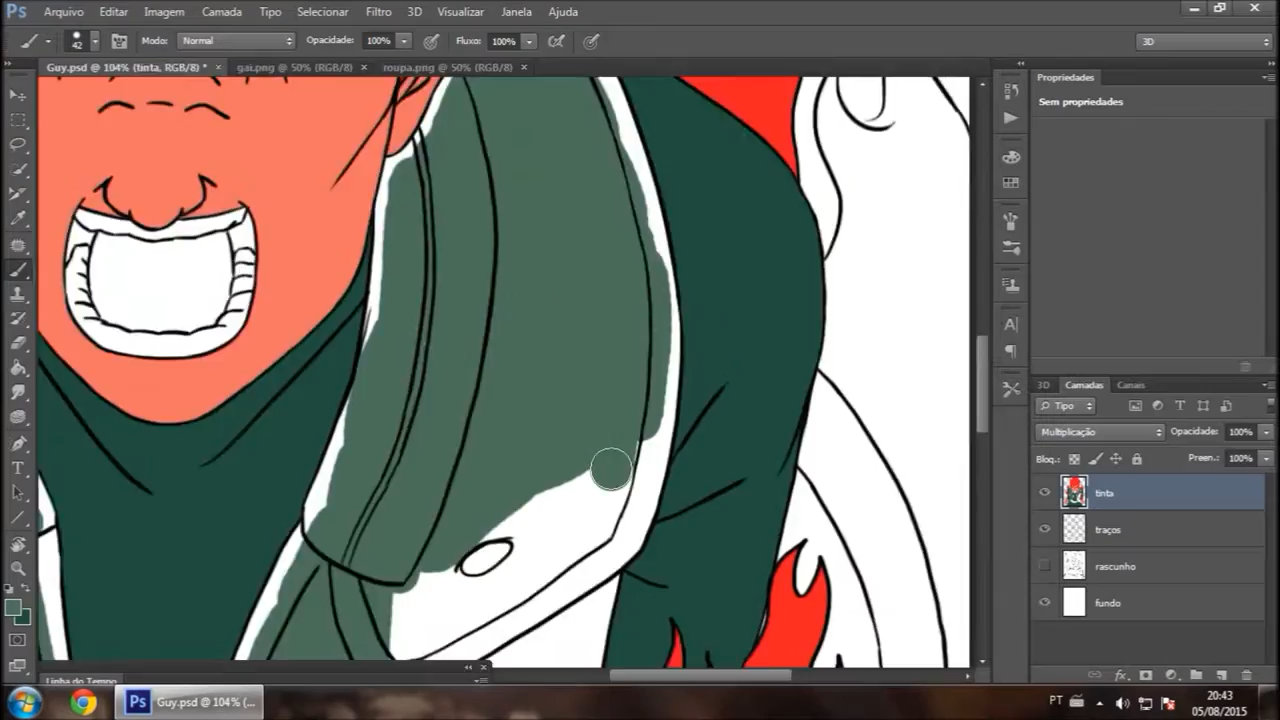 Ps Arquivo Editar Imagem Camada Tipo Selecionar Filtro 3D Visualizar Janela Ajuda
42 Modo: Normal Opacidade: 100% Fluxo: 100% 3D
Guy.psd @ 104% (tinta, RGB/8) * × gai.png @ 50% (RGB/8) × roupa.png @ 50% (RGB/8) ×
Propriedades
Sem propriedades
3D Camadas Canais
Tipo
Multiplicação Opacidade: 100%
Bloq.: Preen.: 100%
tinta
traços
rascunho
fundo
Linha do Tempo
Ps Guy.psd @ 104% (...
PT
20:43
05/08/2015